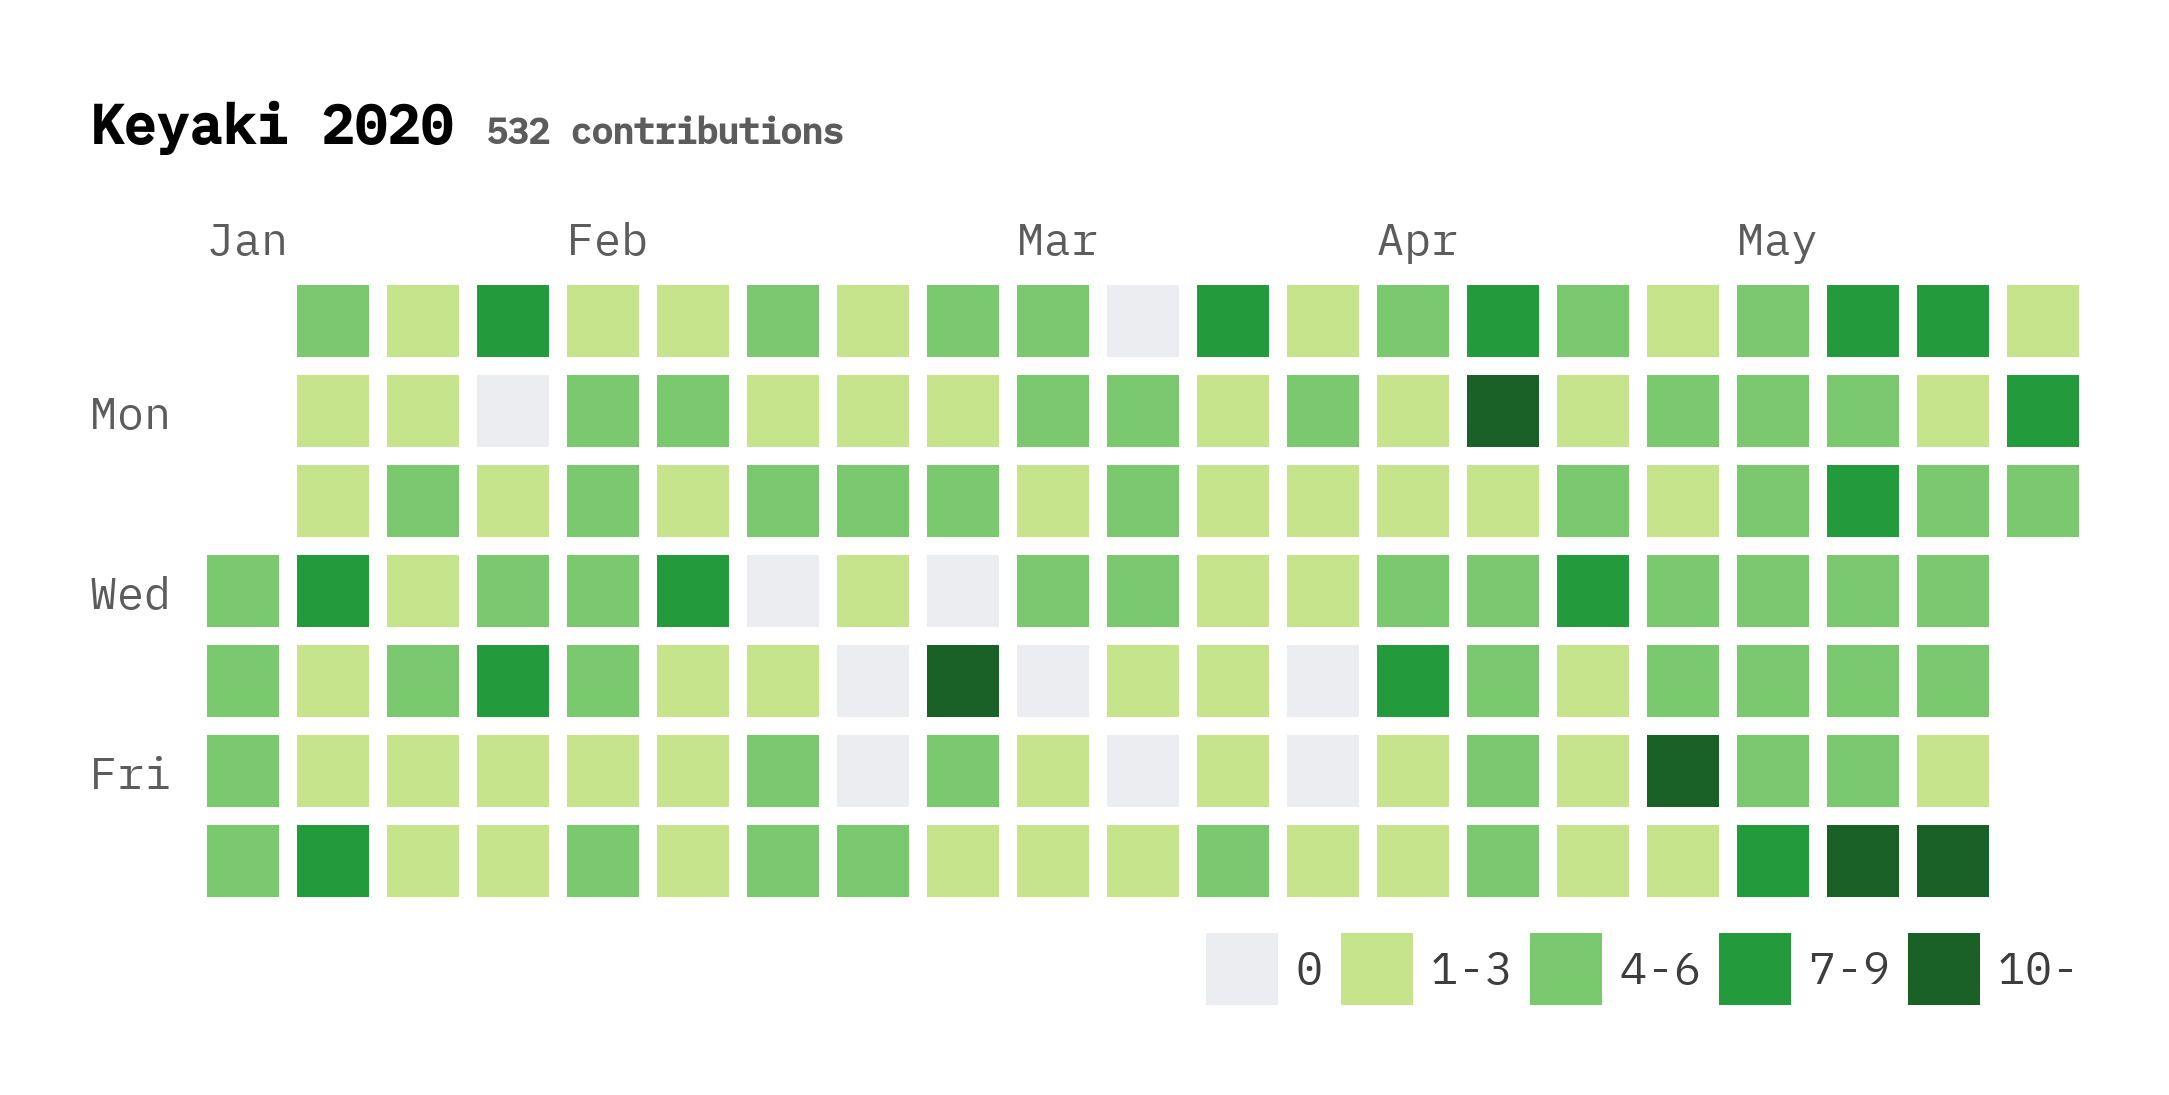 Keyaki 2020 532 contributions
Jan Feb Mar Apr May
Mon
Wed
Fri
0 1-3 4-6 7-9 10-